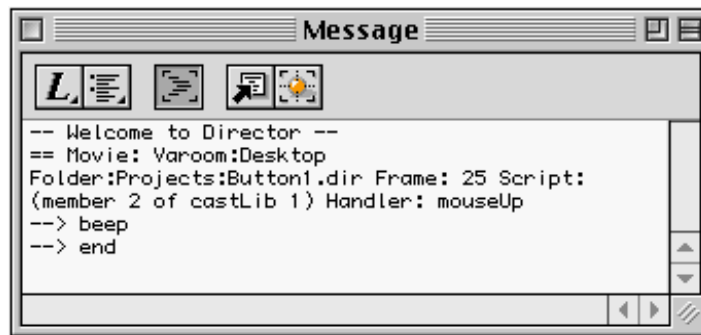 Message
L
-- Welcome to Director --
== Movie: Varoom:Desktop
Folder:Projects:Button1.dir Frame: 25 Script:
(member 2 of castLib 1) Handler: mouseUp
--> beep
--> end